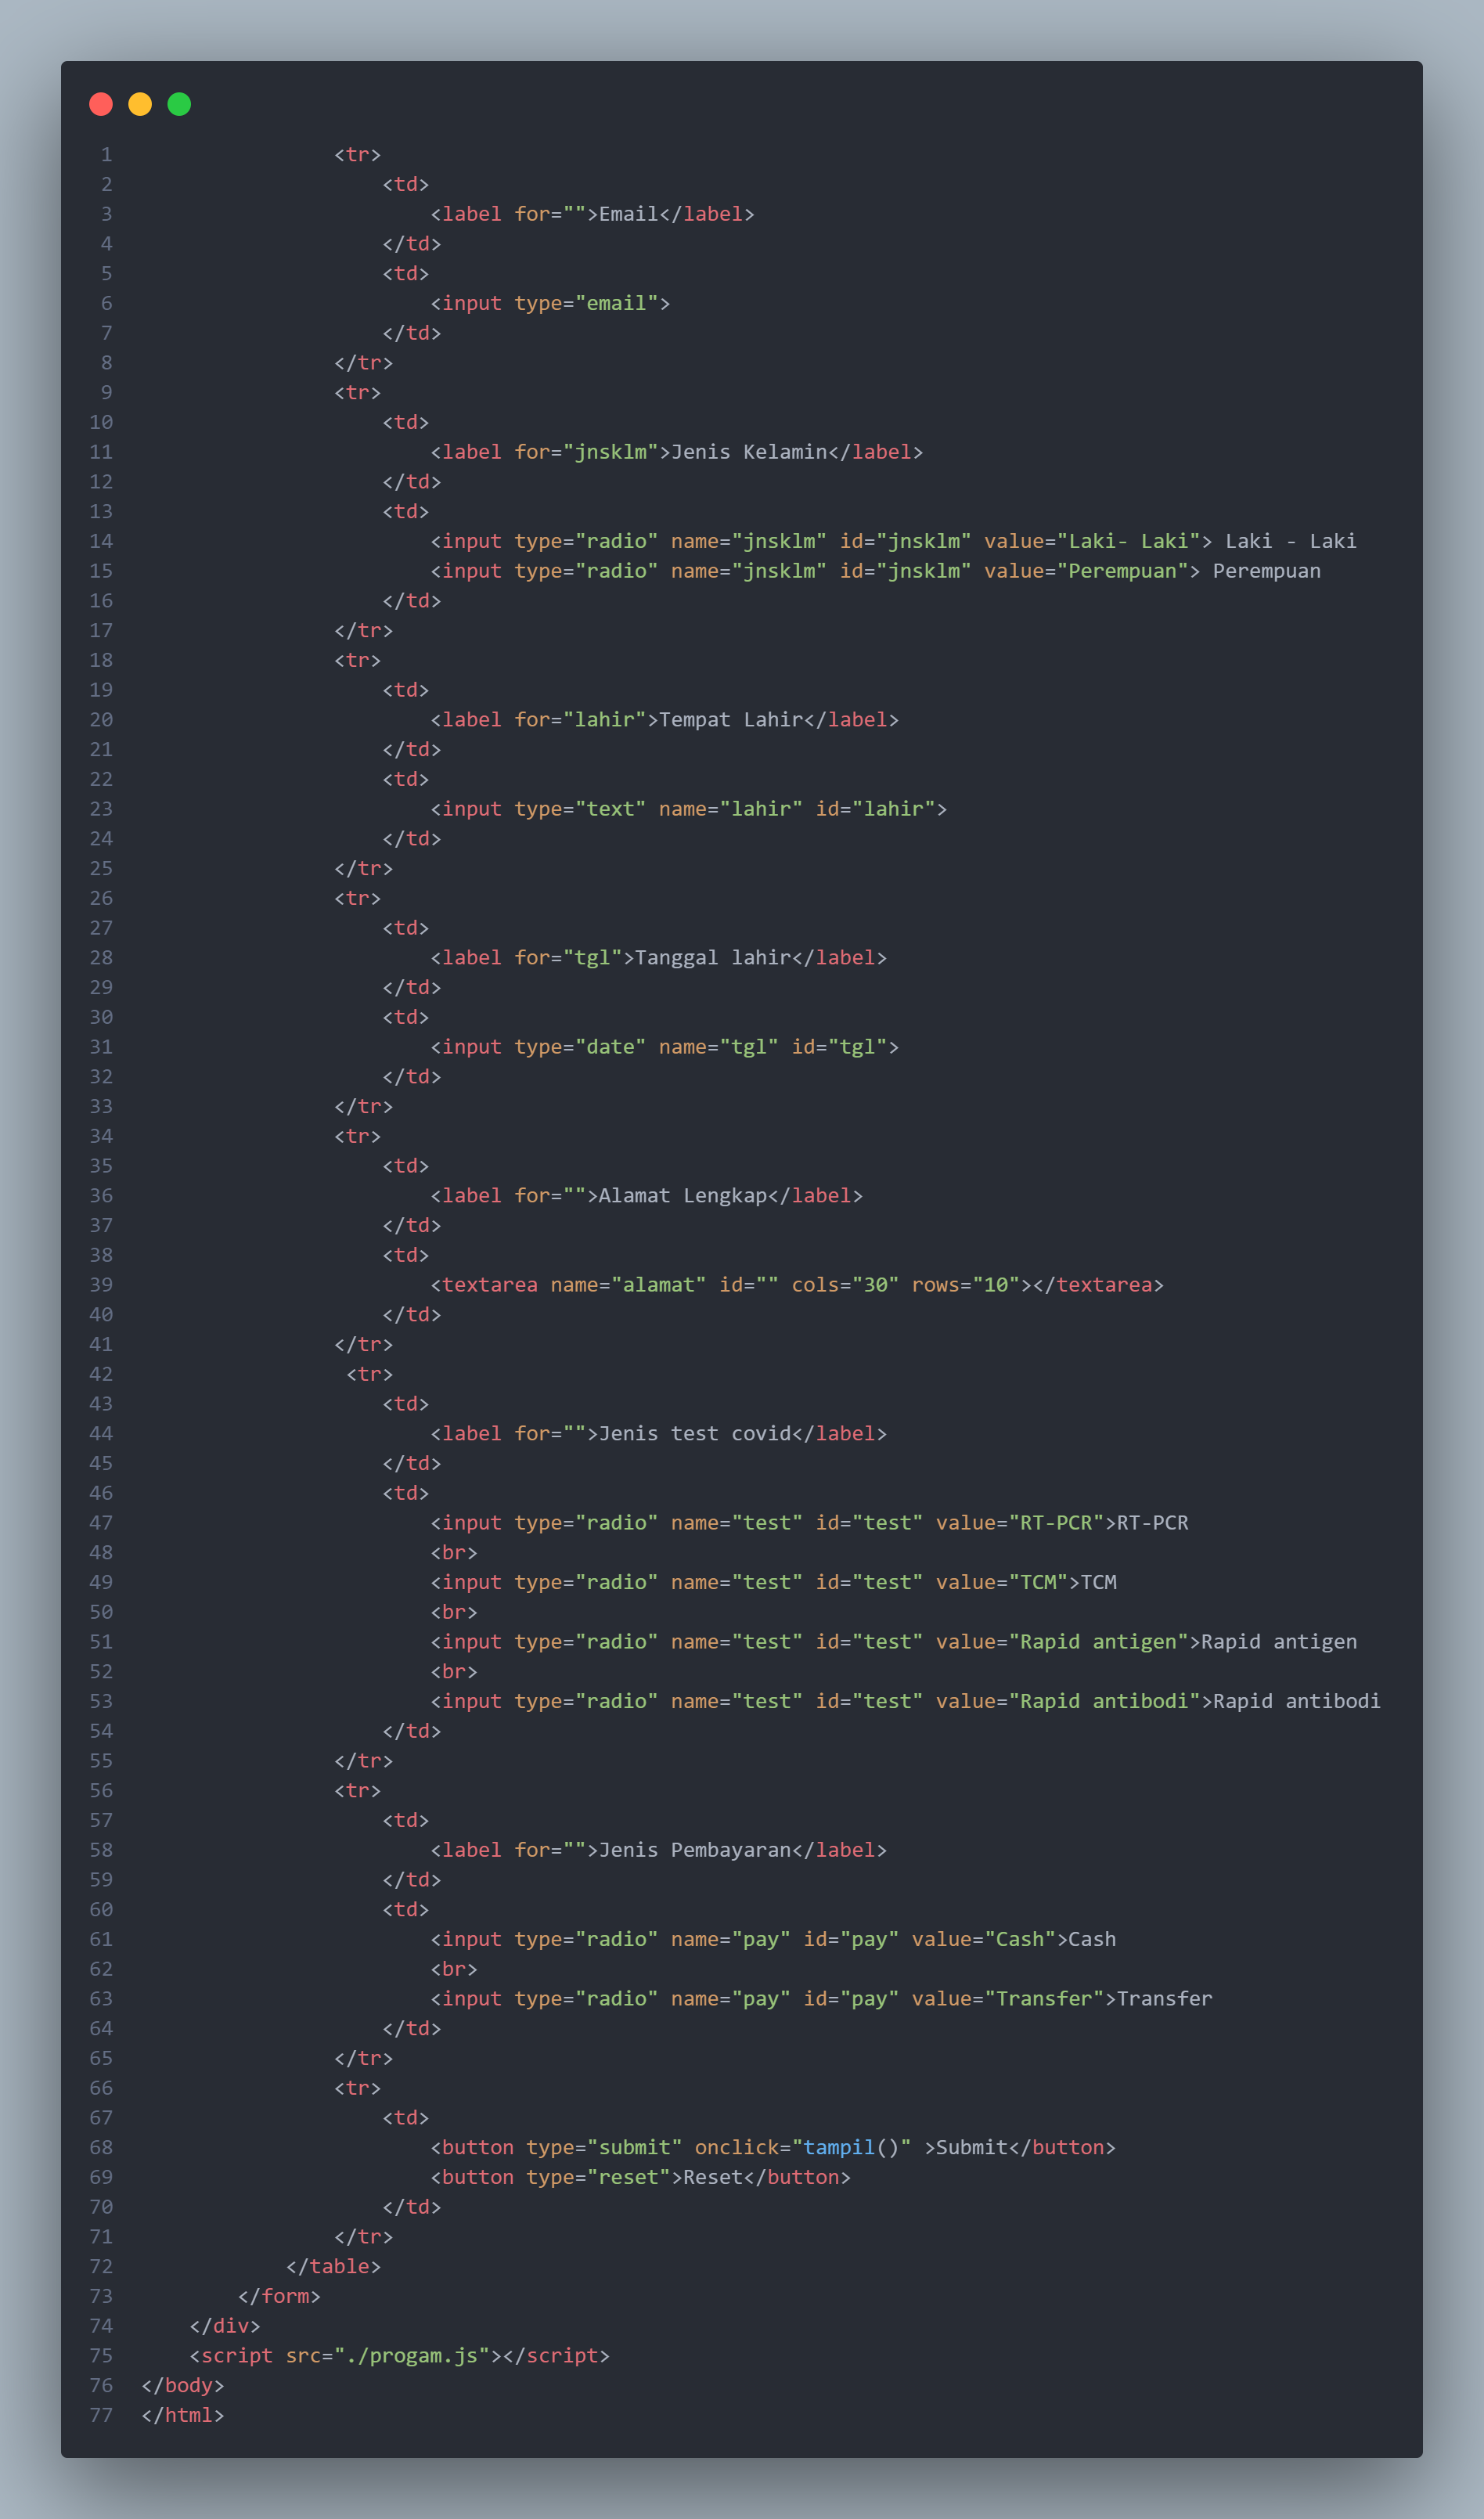 1 <tr>
2 <td>
3 <label for="">Email</label>
4 </td>
5 <td>
6 <input type="email">
7 </td>
8 </tr>
9 <tr>
10 <td>
11 <label for="jnsklm">Jenis Kelamin</label>
12 </td>
13 <td>
14 <input type="radio" name="jnsklm" id="jnsklm" value="Laki- Laki"> Laki - Laki
15 <input type="radio" name="jnsklm" id="jnsklm" value="Perempuan"> Perempuan
16 </td>
17 </tr>
18 <tr>
19 <td>
20 <label for="lahir">Tempat Lahir</label>
21 </td>
22 <td>
23 <input type="text" name="lahir" id="lahir">
24 </td>
25 </tr>
26 <tr>
27 <td>
28 <label for="tgl">Tanggal lahir</label>
29 </td>
30 <td>
31 <input type="date" name="tgl" id="tgl">
32 </td>
33 </tr>
34 <tr>
35 <td>
36 <label for="">Alamat Lengkap</label>
37 </td>
38 <td>
39 <textarea name="alamat" id="" cols="30" rows="10"></textarea>
40 </td>
41 </tr>
42 <tr>
43 <td>
44 <label for="">Jenis test covid</label>
45 </td>
46 <td>
47 <input type="radio" name="test" id="test" value="RT-PCR">RT-PCR
48 <br>
49 <input type="radio" name="test" id="test" value="TCM">TCM
50 <br>
51 <input type="radio" name="test" id="test" value="Rapid antigen">Rapid antigen
52 <br>
53 <input type="radio" name="test" id="test" value="Rapid antibodi">Rapid antibodi
54 </td>
55 </tr>
56 <tr>
57 <td>
58 <label for="">Jenis Pembayaran</label>
59 </td>
60 <td>
61 <input type="radio" name="pay" id="pay" value="Cash">Cash
62 <br>
63 <input type="radio" name="pay" id="pay" value="Transfer">Transfer
64 </td>
65 </tr>
66 <tr>
67 <td>
68 <button type="submit" onclick="tampil()" >Submit</button>
69 <button type="reset">Reset</button>
70 </td>
71 </tr>
72 </table>
73 </form>
74 </div>
75 <script src="./progam.js"></script>
76 </body>
77 </html>